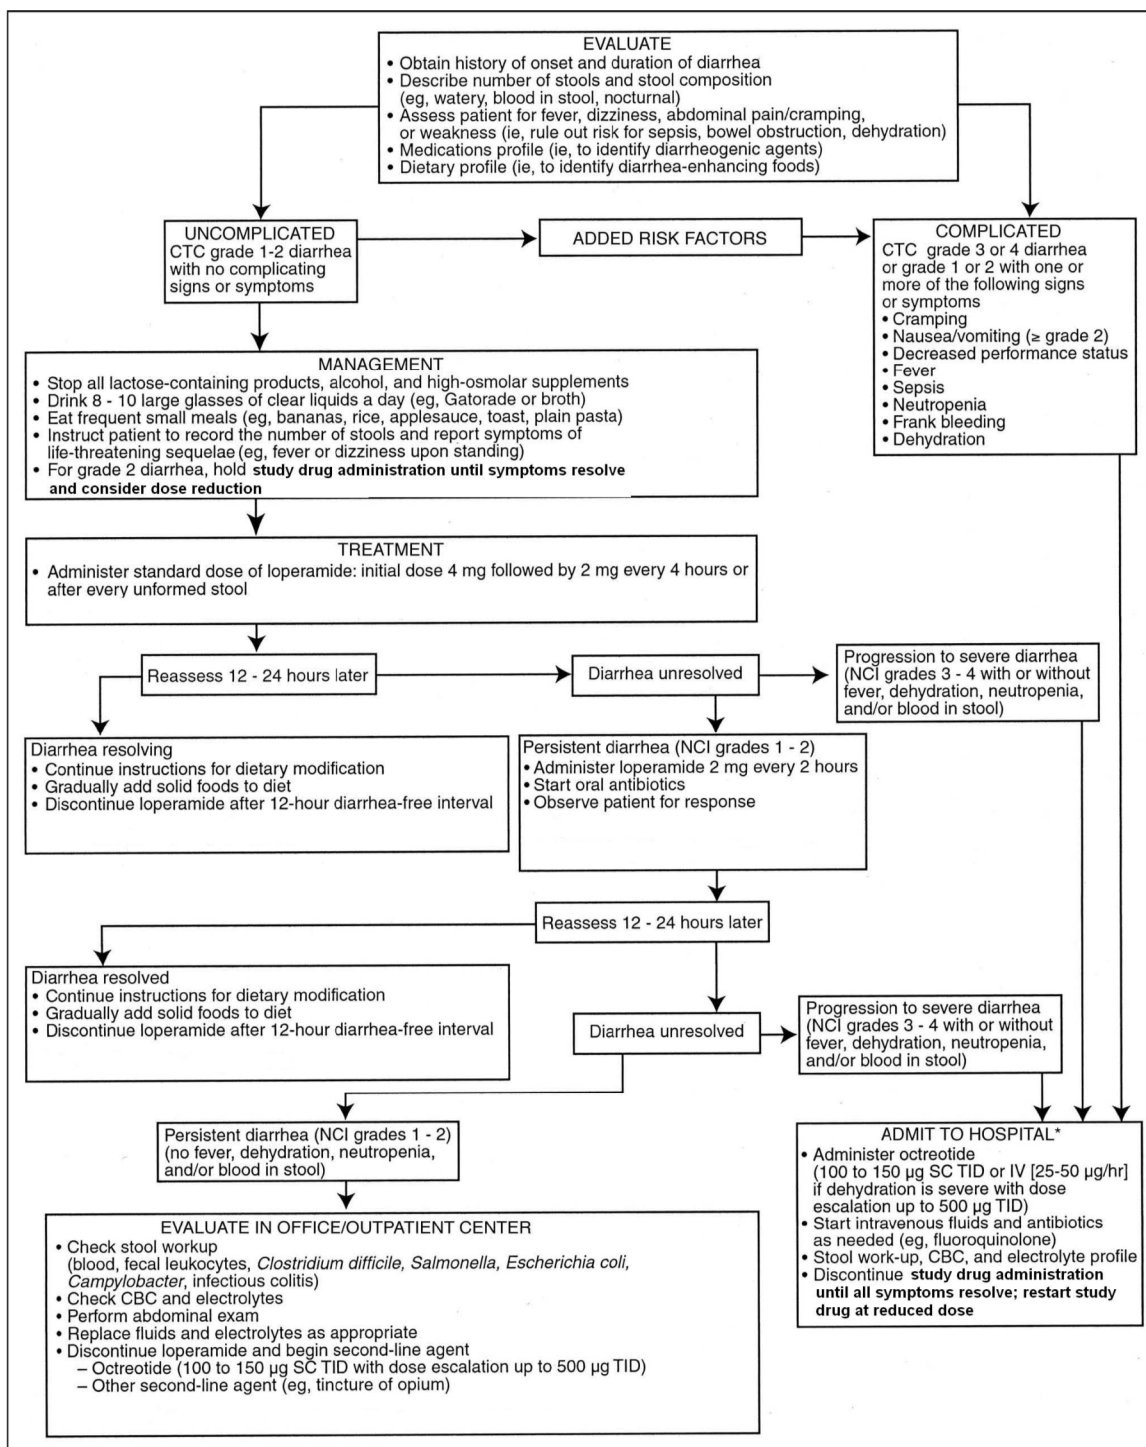 EVALUATE
• Obtain history of onset and duration of diarrhea
• Describe number of stools and stool composition
(eg, watery, blood in stool, nocturnal)
• Assess patient for fever, dizziness, abdominal pain/cramping,
or weakness (ie, rule out risk for sepsis, bowel obstruction, dehydration)
• Medications profile (ie, to identify diarrheogenic agents)
• Dietary profile (ie, to identify diarrhea-enhancing foods)
UNCOMPLICATED
CTC grade 1-2 diarrhea
with no complicating
signs or symptoms
ADDED RISK FACTORS
COMPLICATED
CTC grade 3 or 4 diarrhea
or grade 1 or 2 with one or
more of the following signs
or symptoms
• Cramping
• Nausea/vomiting (≥ grade 2)
• Decreased performance status
• Fever
• Sepsis
• Neutropenia
• Frank bleeding
• Dehydration
MANAGEMENT
• Stop all lactose-containing products, alcohol, and high-osmolar supplements
• Drink 8 - 10 large glasses of clear liquids a day (eg, Gatorade or broth)
• Eat frequent small meals (eg, bananas, rice, applesauce, toast, plain pasta)
• Instruct patient to record the number of stools and report symptoms of
life-threatening sequelae (eg, fever or dizziness upon standing)
• For grade 2 diarrhea, hold study drug administration until symptoms resolve
and consider dose reduction
TREATMENT
• Administer standard dose of loperamide: initial dose 4 mg followed by 2 mg every 4 hours or
after every unformed stool
Reassess 12 - 24 hours later
Diarrhea unresolved
Progression to severe diarrhea
(NCI grades 3 - 4 with or without
fever, dehydration, neutropenia,
and/or blood in stool)
Diarrhea resolving
• Continue instructions for dietary modification
• Gradually add solid foods to diet
• Discontinue loperamide after 12-hour diarrhea-free interval
Persistent diarrhea (NCI grades 1 - 2)
• Administer loperamide 2 mg every 2 hours
• Start oral antibiotics
• Observe patient for response
Reassess 12 - 24 hours later
Diarrhea resolved
• Continue instructions for dietary modification
• Gradually add solid foods to diet
• Discontinue loperamide after 12-hour diarrhea-free interval
Diarrhea unresolved
Progression to severe diarrhea
(NCI grades 3 - 4 with or without
fever, dehydration, neutropenia,
and/or blood in stool)
Persistent diarrhea (NCI grades 1 - 2)
(no fever, dehydration, neutropenia,
and/or blood in stool)
ADMIT TO HOSPITAL*
• Administer octreotide
(100 to 150 µg SC TID or IV [25-50 µg/hr]
if dehydration is severe with dose
escalation up to 500 µg TID)
• Start intravenous fluids and antibiotics
as needed (eg, fluoroquinolone)
• Stool work-up, CBC, and electrolyte profile
• Discontinue study drug administration
until all symptoms resolve; restart study
drug at reduced dose
EVALUATE IN OFFICE/OUTPATIENT CENTER
• Check stool workup
(blood, fecal leukocytes, Clostridium difficile, Salmonella, Escherichia coli,
Campylobacter, infectious colitis)
• Check CBC and electrolytes
• Perform abdominal exam
• Replace fluids and electrolytes as appropriate
• Discontinue loperamide and begin second-line agent
– Octreotide (100 to 150 µg SC TID with dose escalation up to 500 µg TID)
– Other second-line agent (eg, tincture of opium)